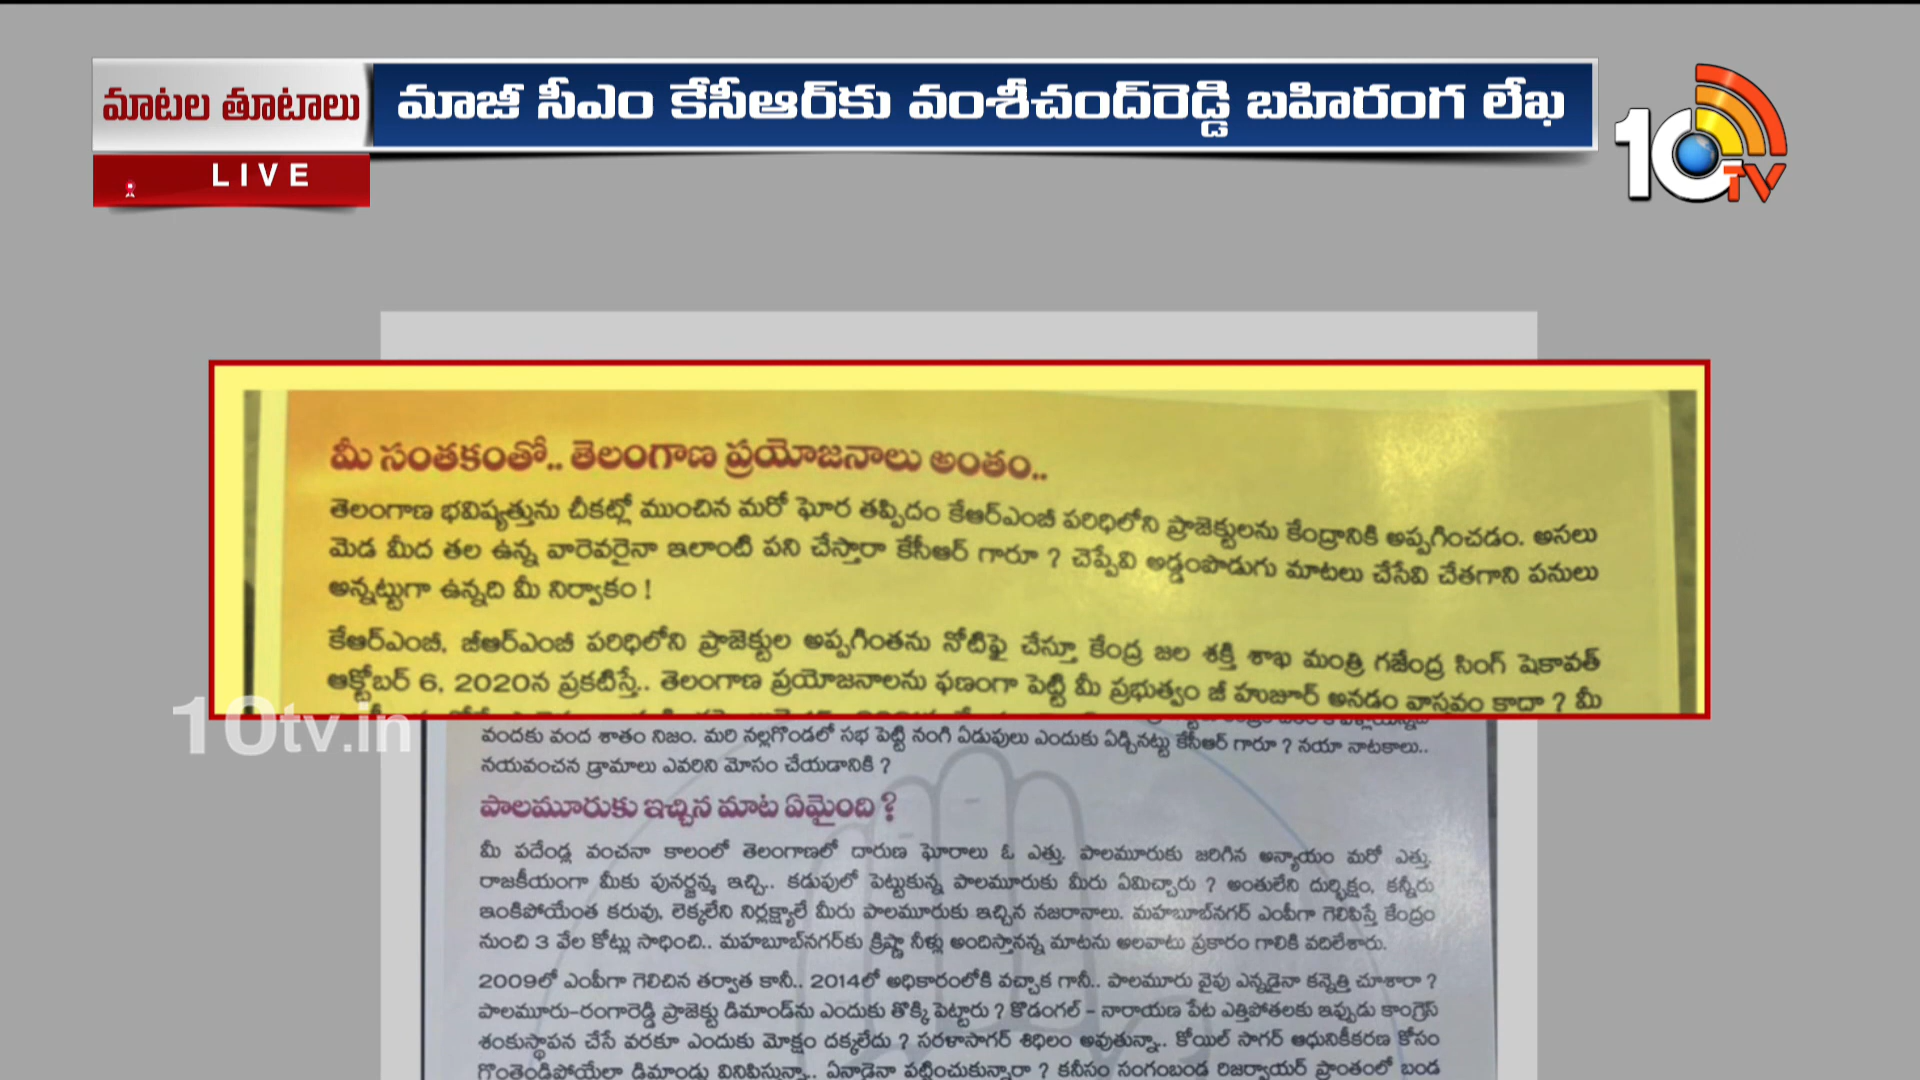 మాటల తూటాలు
మాజీ సీఎం కేసీఆర్‌కు వంశీచంద్‌రెడ్డి బహిరంగ లేఖ
10TV
LIVE
మీ సంతకంతో.. తెలంగాణ ప్రయోజనాలు అంతం..
తెలంగాణ భవిష్యత్తును చీకట్లో ముంచిన మరో ఘోర తప్పిదం కేఆర్ఎంబీ పరిధిలోని ప్రాజెక్టులను కేంద్రానికి అప్పగించడం. అసలు
మెడ మీద తల ఉన్న వారెవరైనా ఇలాంటి పని చేస్తారా కేసీఆర్ గారూ ? చెప్పేవి అడ్డంపొడుగు మాటలు చేసేవి చేతగాని పనులు
అన్నట్టుగా ఉన్నది మీ నిర్వాకం !
కేఆర్ఎంబీ, జీఆర్ఎంబీ పరిధిలోని ప్రాజెక్టుల అప్పగింతను నోటిఫై చేస్తూ కేంద్ర జల శక్తి శాఖ మంత్రి గజేంద్ర సింగ్ షెకావత్
ఆక్టోబర్ 6, 2020న ప్రకటిస్తే.. తెలంగాణ ప్రయోజనాలను ఫణంగా పెట్టి మీ ప్రభుత్వం జీ హుజూర్ అనడం వాస్తవం కాదా ? మీ
10tv.in
వందకు వంద శాతం నిజం. మరి నల్లగొండలో సభ పెట్టి నంగి ఏడుపులు ఎందుకు ఏడ్చినట్టు కేసీఆర్ గారూ ? నయా నాటకాలు..
నయవంచన డ్రామాలు ఎవరిని మోసం చేయడానికి ?
పాలమూరుకు ఇచ్చిన మాట ఏమైంది ?
మీ పదేండ్ల వంచనా కాలంలో తెలంగాణలో దారుణ ఘోరాలు ఓ ఎత్తు, పాలమూరుకు జరిగిన అన్యాయం మరో ఎత్తు.
రాజకీయంగా మీకు పునర్జన్మ ఇచ్చి.. కడుపులో పెట్టుకున్న పాలమూరుకు మీరు ఏమిచ్చారు ? అంతులేని దుర్భిక్షం, కన్నీరు
ఇంకిపోయేంత కరువు, లెక్కలేని నిర్లక్ష్యాలే మీరు పాలమూరుకు ఇచ్చిన నజరానాలు. మహబూబ్‌నగర్ ఎంపీగా గెలిపిస్తే కేంద్రం
నుంచి 3 వేల కోట్లు సాధించి.. మహబూబ్‌నగర్‌కు క్రిష్ణా నీళ్లు అందిస్తానన్న మాటను అలవాటు ప్రకారం గాలికి వదిలేశారు.
2009లో ఎంపీగా గెలిచిన తర్వాత కానీ.. 2014లో అధికారంలోకి వచ్చాక గానీ.. పాలమూరు వైపు ఎన్నడైనా కన్నెత్తి చూశారా ?
పాలమూరు-రంగారెడ్డి ప్రాజెక్టు డిమాండ్‌ను ఎందుకు తొక్కి పెట్టారు ? కొడంగల్ - నారాయణ పేట ఎత్తిపోతలకు ఇప్పుడు కాంగ్రెస్
శంకుస్థాపన చేసే వరకూ ఎందుకు మోక్షం దక్కలేదు ? సరళాసాగర్ శిథిలం అవుతున్నా.. కోయిల్ సాగర్ ఆధునికీకరణ కోసం
గొంతెండిపోయేలా డిమాండ్లు వినిపిస్తున్నా.. ఏనాడైనా పట్టించుకున్నారా ? కనీసం సంగంబండ రిజర్వాయర్ ప్రాంతంలో బండ